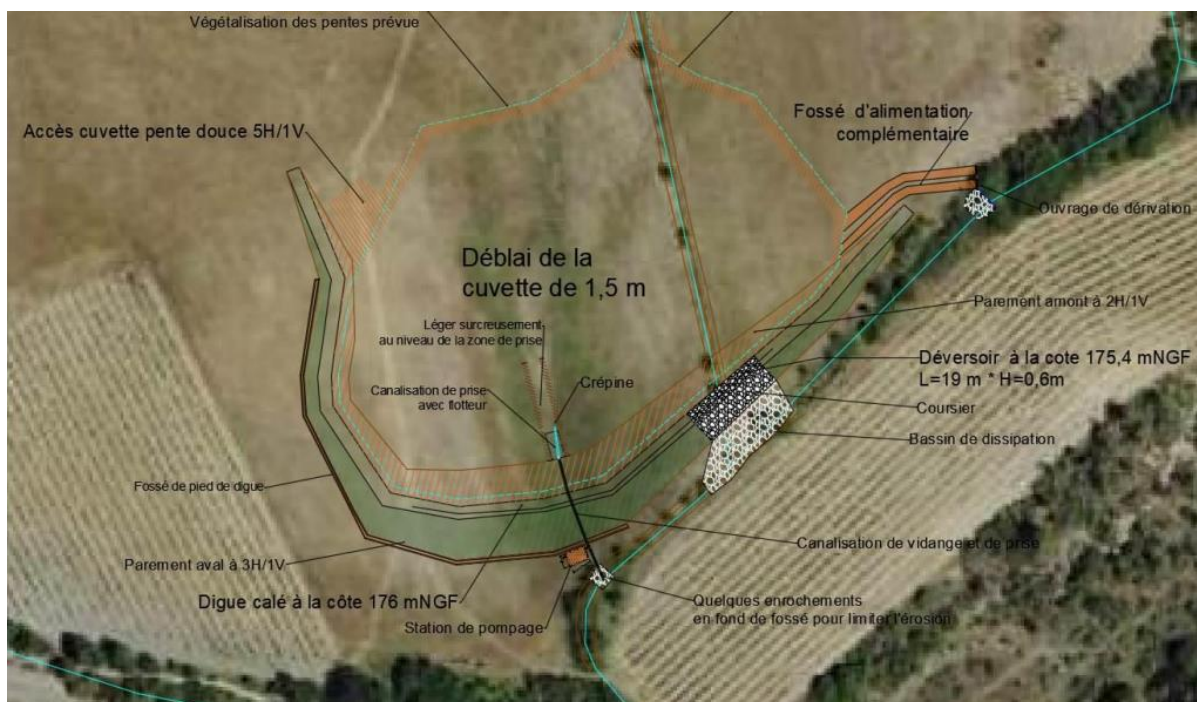 Végétalisation des pentes prévue
Accès cuvette pente douce 5H/1V
Fossé d'alimentation
complémentaire
Ouvrage de dérivation
Déblai de la
cuvette de 1,5 m
Parement amont à 2H/1V
Léger surcreusement
au niveau de la zone de prise
Déversoir à la cote 175,4 mNGF
L=19 m * H=0,6m
Canalisation de prise
avec flotteur
Crépine
Coursier
Bassin de dissipation
Fossé de pied de digue
Canalisation de vidange et de prise
Parement aval à 3H/1V
Digue calé à la côte 176 mNGF
Quelques enrochements
en fond de fossé pour limiter l'érosion
Station de pompage